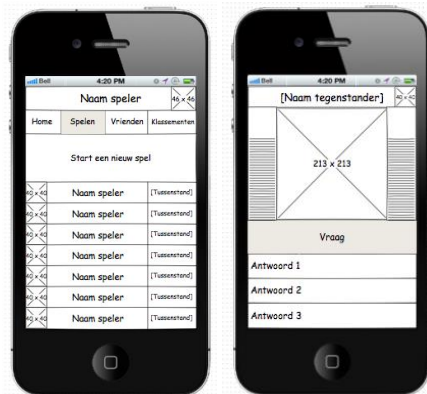 Bell 4:20 PM
Naam speler 46 x 46
Home Spelen Vrienden Klassementen
Start een nieuw spel
40 x 40 Naam speler [Tussenstand]
40 x 40 Naam speler [Tussenstand]
40 x 40 Naam speler [Tussenstand]
40 x 40 Naam speler [Tussenstand]
40 x 40 Naam speler [Tussenstand]
40 x 40 Naam speler [Tussenstand]
40 x 40 Naam speler [Tussenstand]
Bell 4:20 PM
[Naam tegenstander] 40 x 40
213 x 213
Vraag
Antwoord 1
Antwoord 2
Antwoord 3